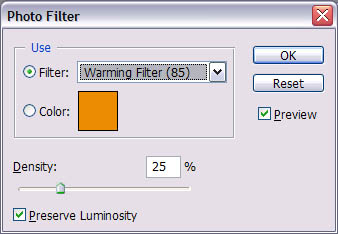 Photo Filter
Use
Filter: Warming Filter (85)
Color:
OK
Reset
Preview
Density: 25 %
Preserve Luminosity